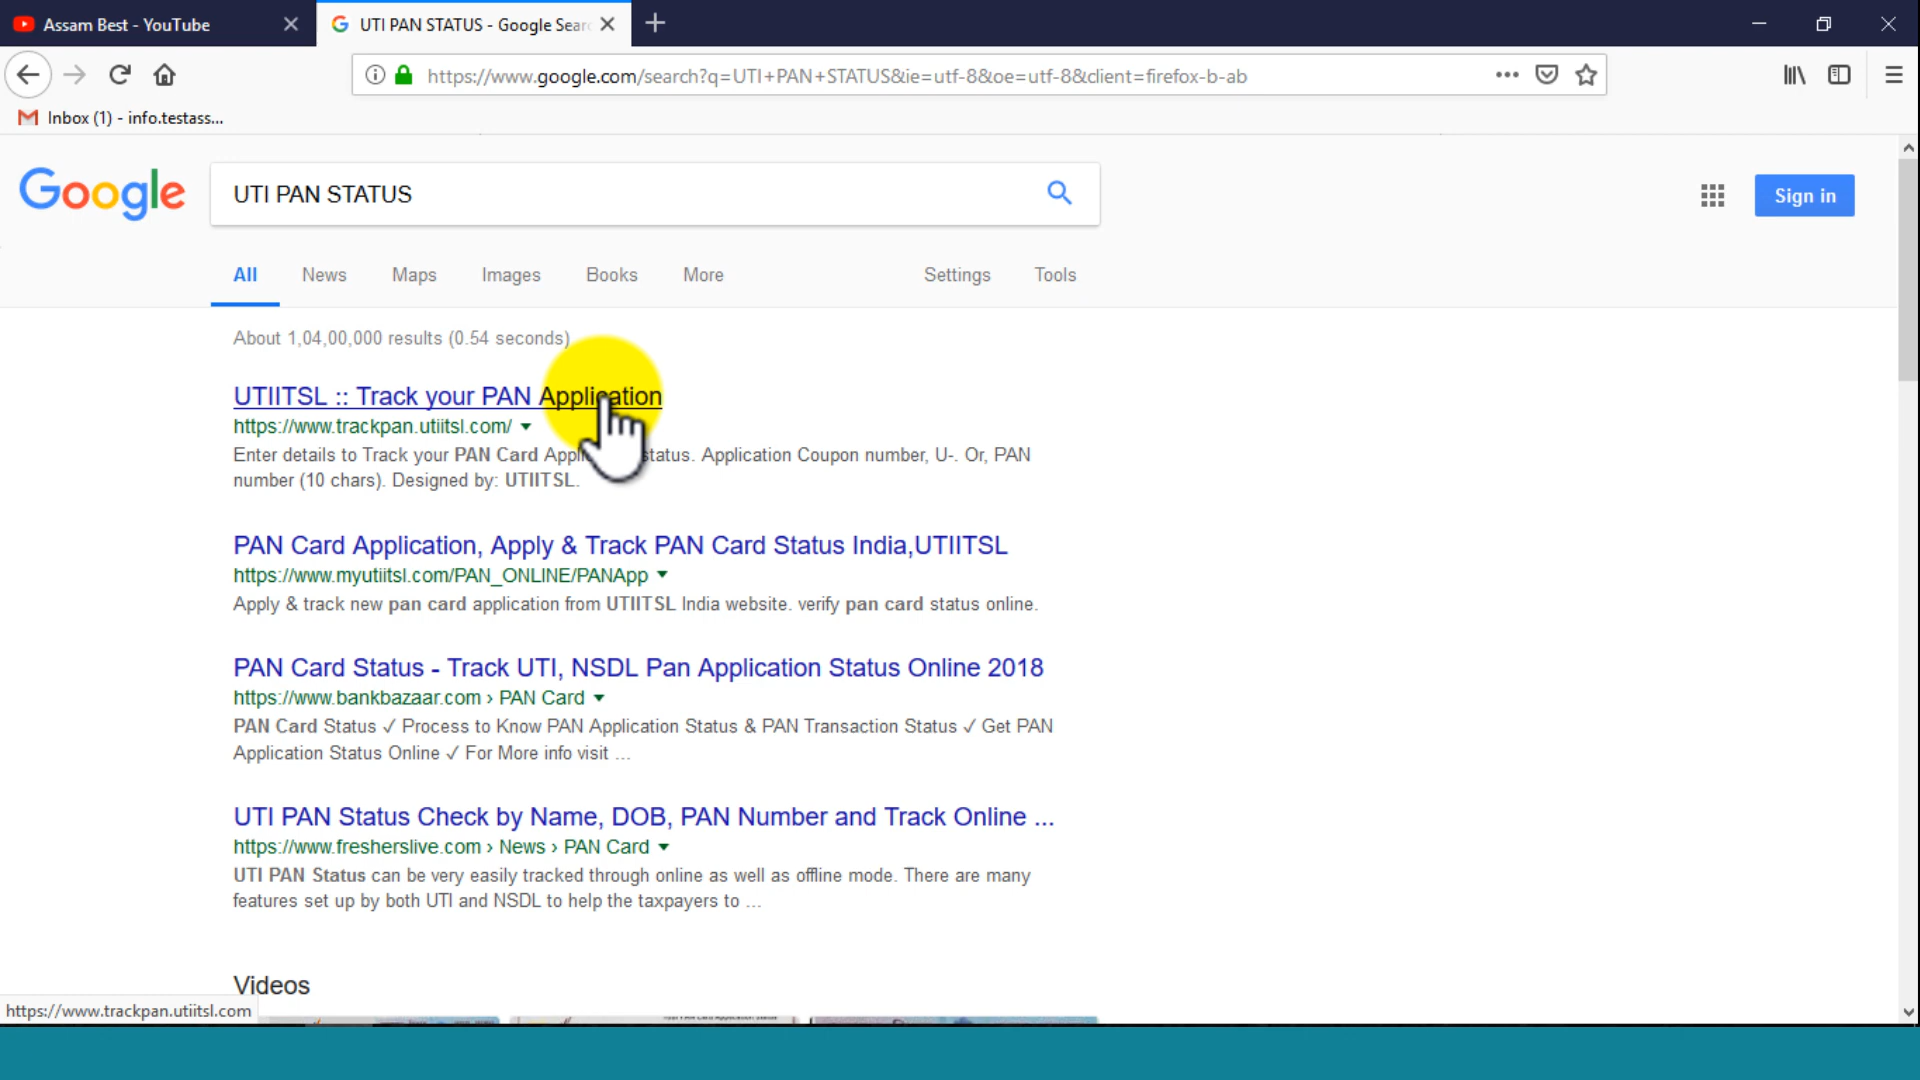 Assam Best - YouTube
UTI PAN STATUS - Google Sear
https://www.google.com/search?q=UTI+PAN+STATUS&ie=utf-8&oe=utf-8&client=firefox-b-ab
Inbox (1) - info.testass...
Google
UTI PAN STATUS
Sign in
All News Maps Images Books More Settings Tools
About 1,04,00,000 results (0.54 seconds)
UTIITSL :: Track your PAN Application
https://www.trackpan.utiitsl.com/
Enter details to Track your PAN Card Appl status. Application Coupon number, U-. Or, PAN
number (10 chars). Designed by: UTIITSL.
PAN Card Application, Apply & Track PAN Card Status India,UTIITSL
https://www.myutiitsl.com/PAN_ONLINE/PANApp
Apply & track new pan card application from UTIITSL India website. verify pan card status online.
PAN Card Status - Track UTI, NSDL Pan Application Status Online 2018
https://www.bankbazaar.com › PAN Card
PAN Card Status ✓ Process to Know PAN Application Status & PAN Transaction Status ✓ Get PAN
Application Status Online ✓ For More info visit ...
UTI PAN Status Check by Name, DOB, PAN Number and Track Online ...
https://www.fresherslive.com › News › PAN Card
UTI PAN Status can be very easily tracked through online as well as offline mode. There are many
features set up by both UTI and NSDL to help the taxpayers to ...
Videos
https://www.trackpan.utiitsl.com